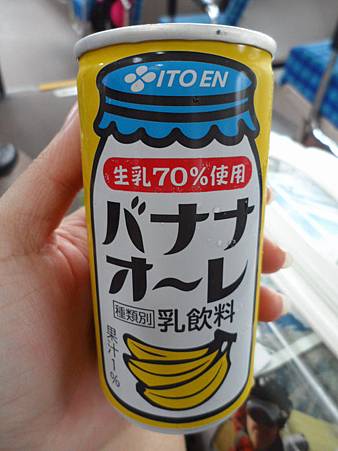 ITO EN
生乳70%使用
バナナ
オ〜レ
種類別 乳飲料
果汁1%